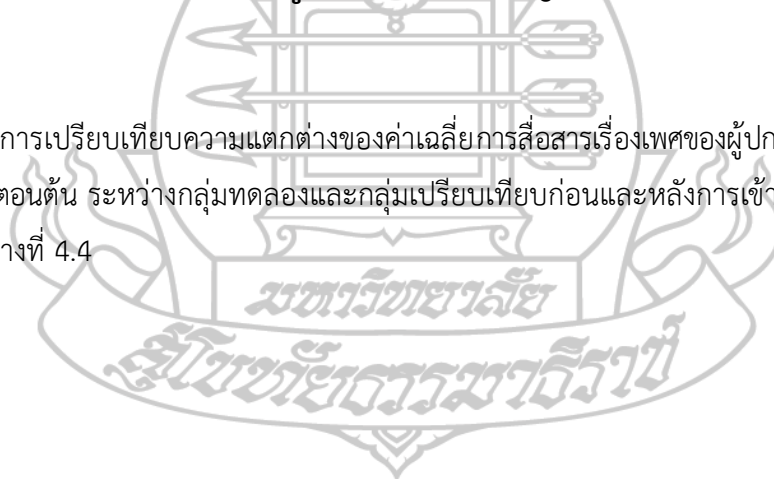 การเปรียบเทียบความแตกต่างของค่าเฉลี่ยการสื่อสารเรื่องเพศของผู้ปก
ตอนต้น ระหว่างกลุ่มทดลองและกลุ่มเปรียบเทียบก่อนและหลังการเข้า
างที่ 4.4
มหาวิทยาลัย
สุโขทัยธรรมาธิราช